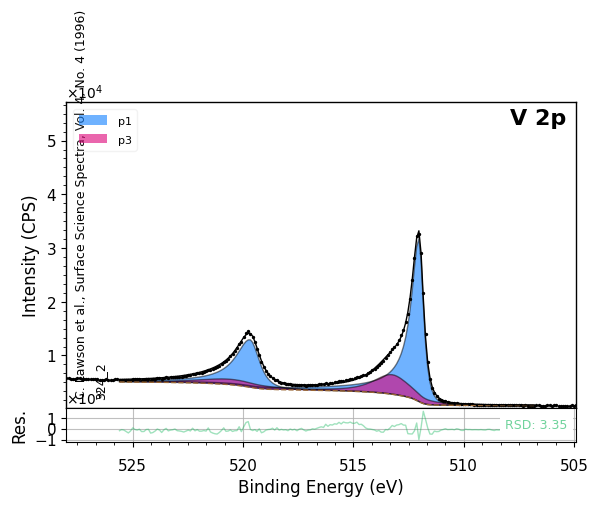 V 2p
×10⁴
p1
p3
Intensity (CPS)
5
4
3
2
1
Lawson et al., Surface Science Spectra, Vol. 4, No. 4 (1996)
Res.
1
0
−1
RSD: 3.35
525
520
515
510
505
Binding Energy (eV)